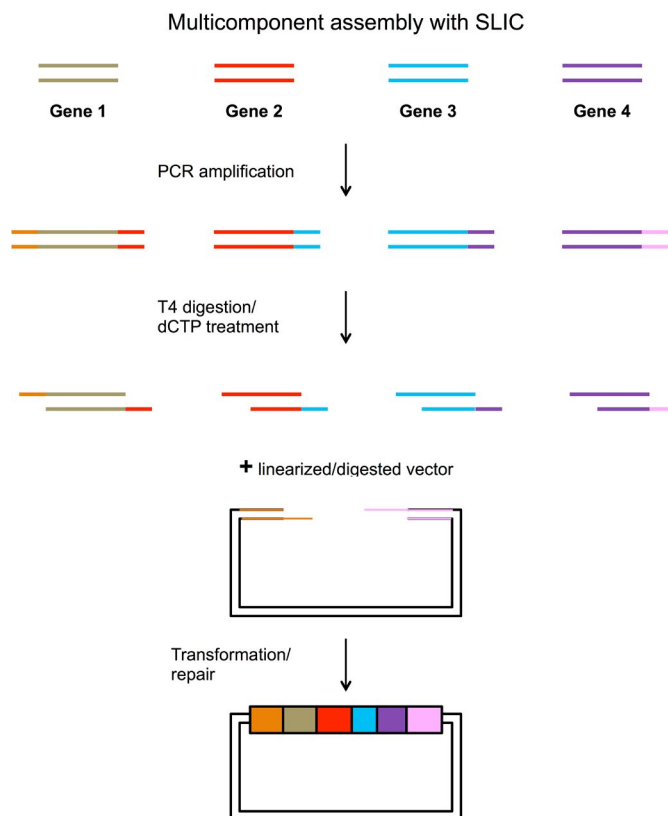 Multicomponent assembly with SLIC
Gene 1
Gene 2
Gene 3
Gene 4
PCR amplification
T4 digestion/
dCTP treatment
+ linearized/digested vector
Transformation/
repair